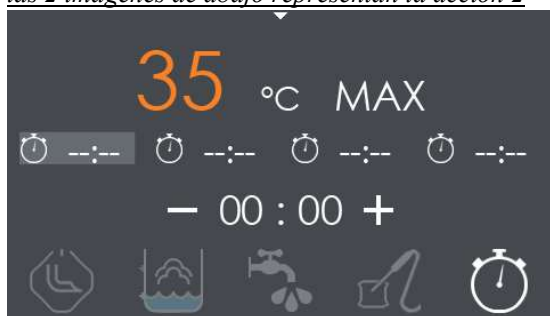 las 2 imágenes de abajo representan la acción 2
35 °C MAX
--:-- --:-- --:-- --:--
− 00 : 00 +